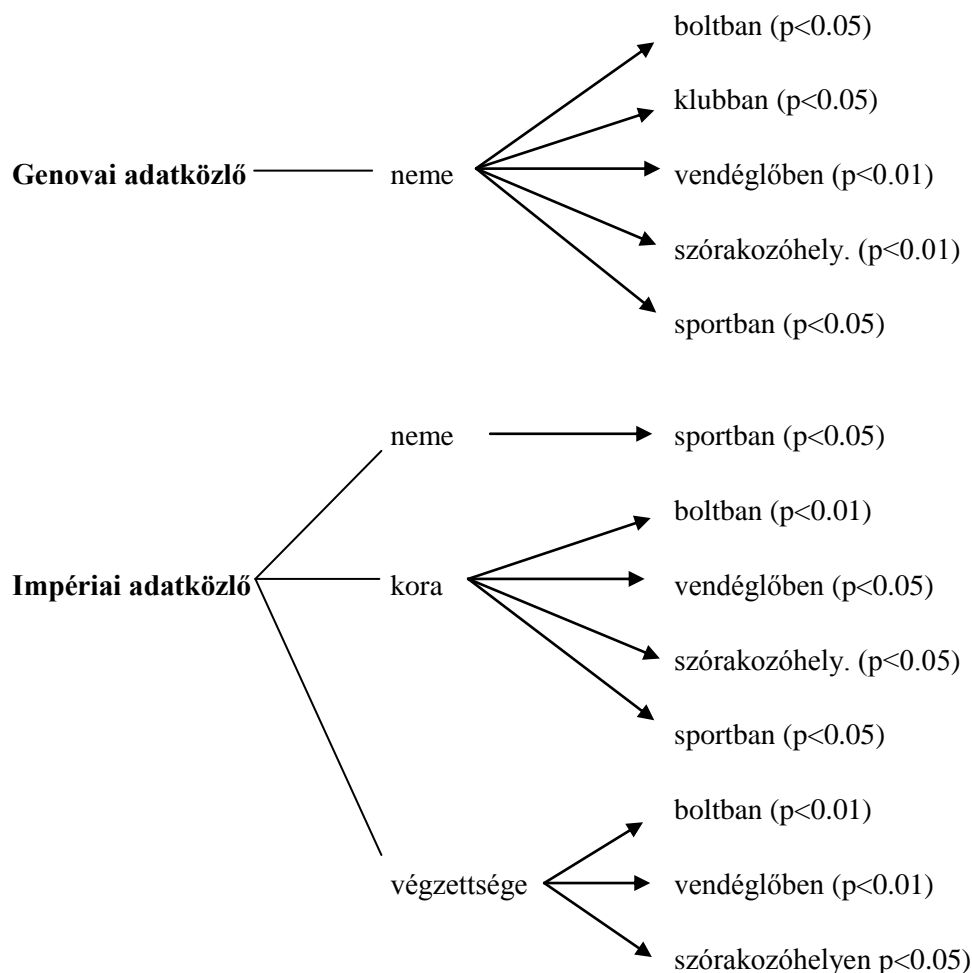 boltban (p<0.05)
klubban (p<0.05)
Genovai adatközlő neme vendéglőben (p<0.01)
szórakozóhely. (p<0.01)
sportban (p<0.05)
neme sportban (p<0.05)
boltban (p<0.01)
Impériai adatközlő kora vendéglőben (p<0.05)
szórakozóhely. (p<0.05)
sportban (p<0.05)
boltban (p<0.01)
végzettsége vendéglőben (p<0.01)
szórakozóhelyen p<0.05)